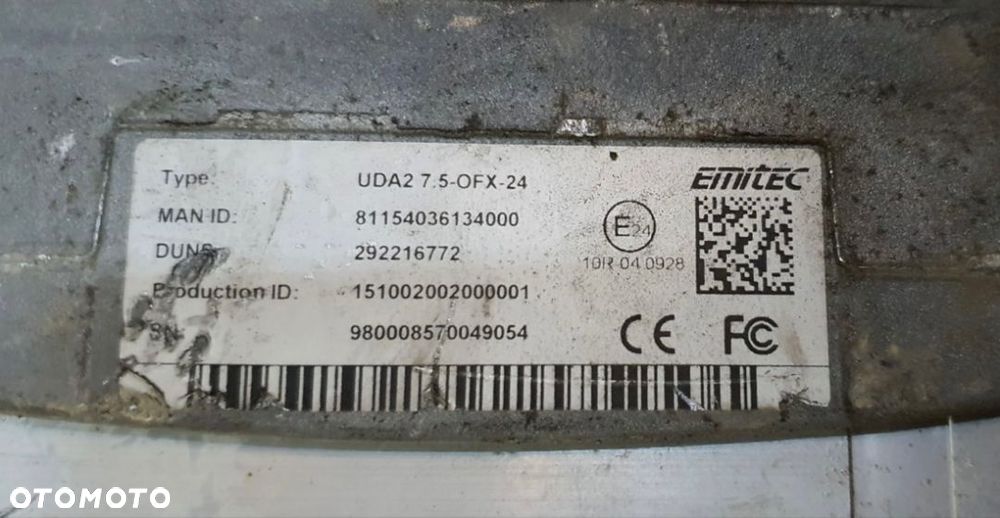 Type: UDA2 7.5-OFX-24
EMITEC
MAN ID: 81154036134000
E24
DUNS 292216772
10R 04 0928
Production ID: 151002002000001
SN: 980008570049054
CE FC
OTOMOTO